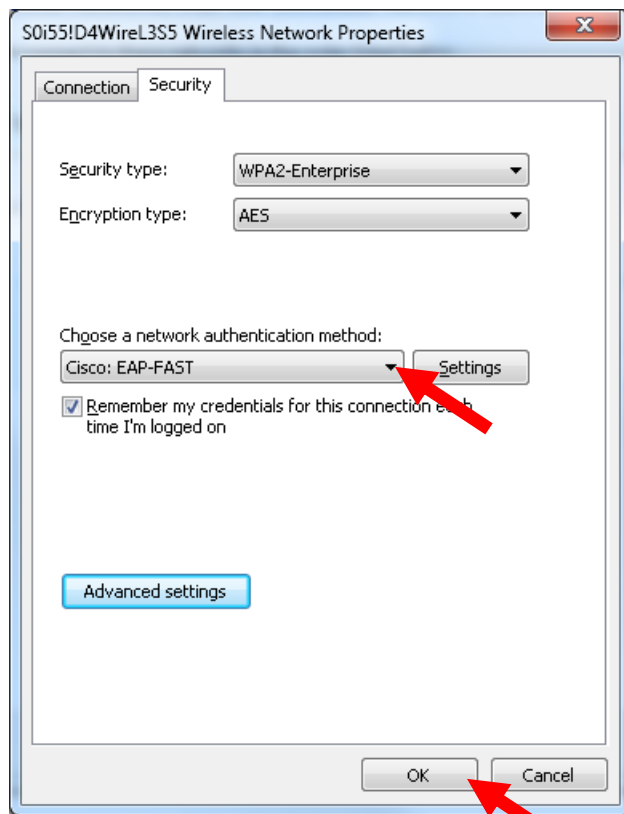 S0i55!D4WireL3S5 Wireless Network Properties
Connection Security
Security type: WPA2-Enterprise
Encryption type: AES
Choose a network authentication method:
Cisco: EAP-FAST Settings
Remember my credentials for this connection each
time I'm logged on
Advanced settings
OK Cancel